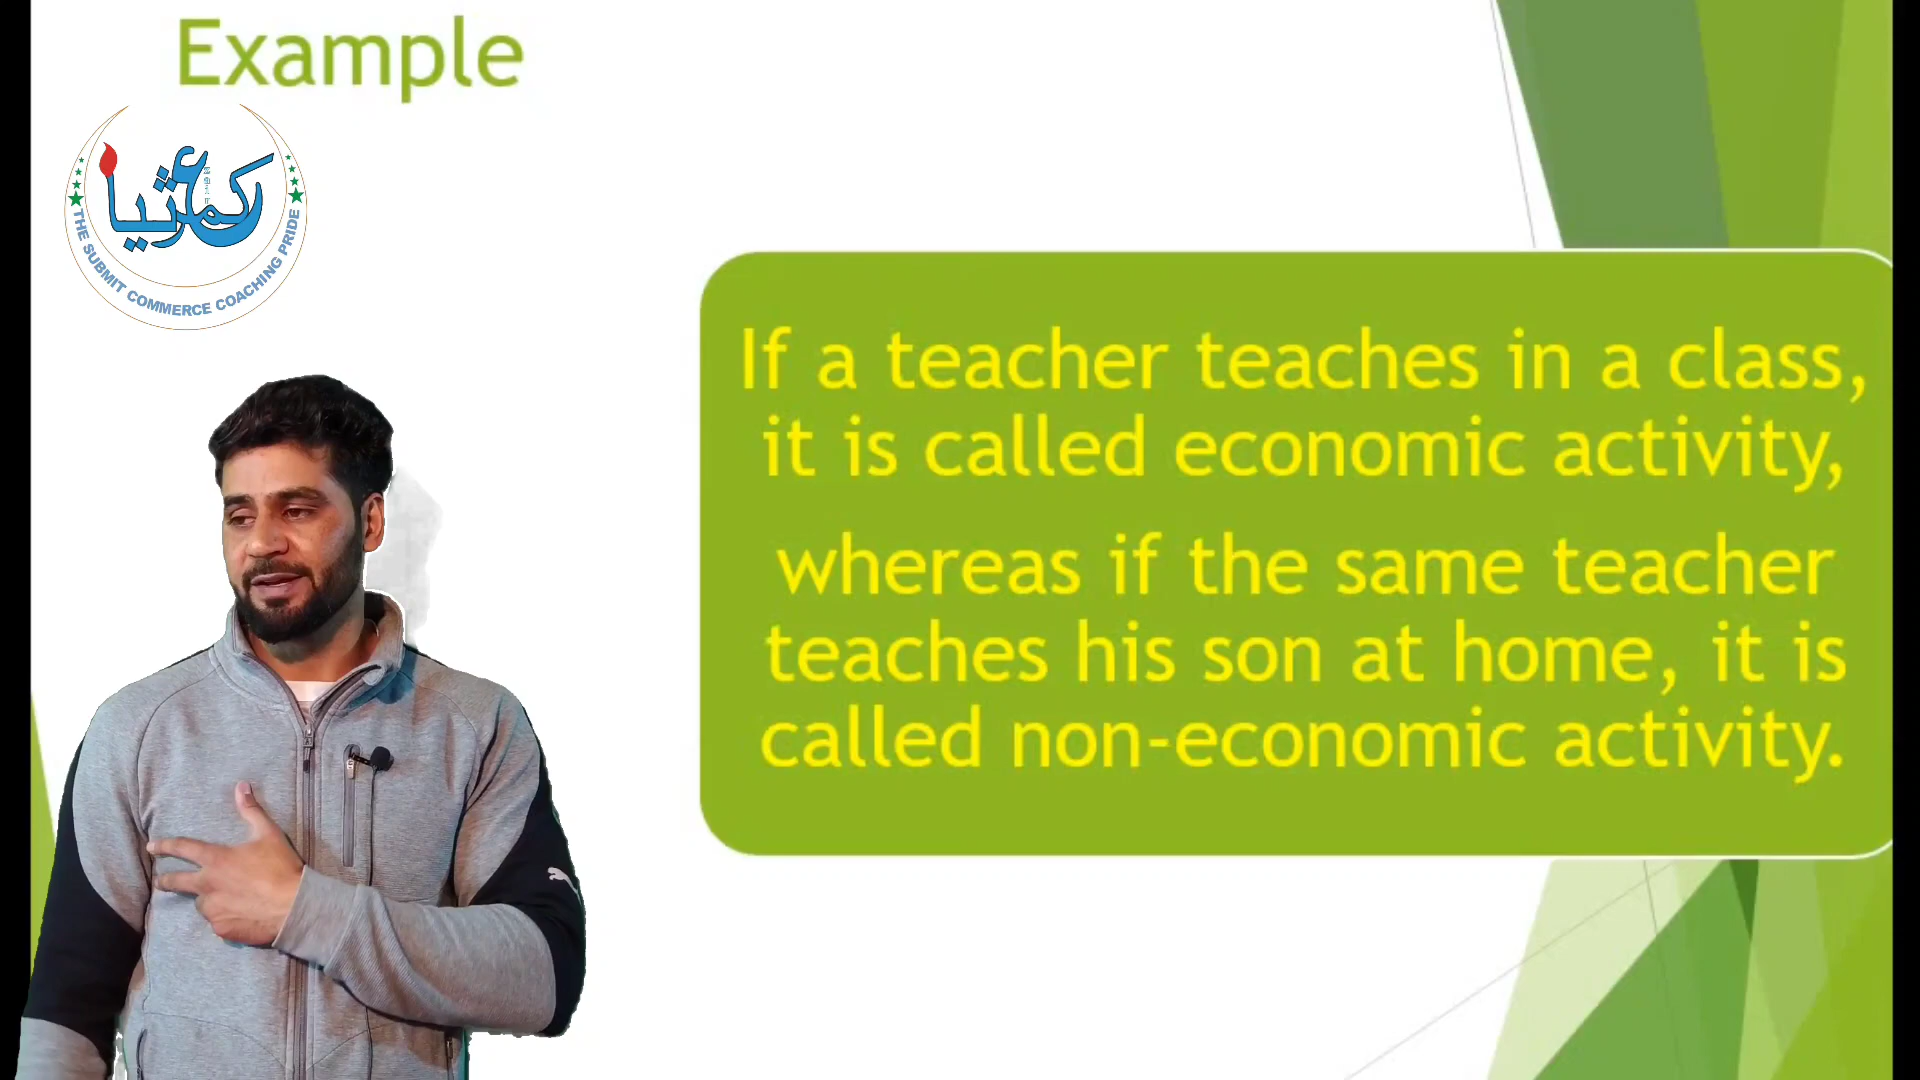 Example
THE SUBMIT COMMERCE COACHING PRIDE
If a teacher teaches in a class,
it is called economic activity,
whereas if the same teacher
teaches his son at home, it is
called non-economic activity.